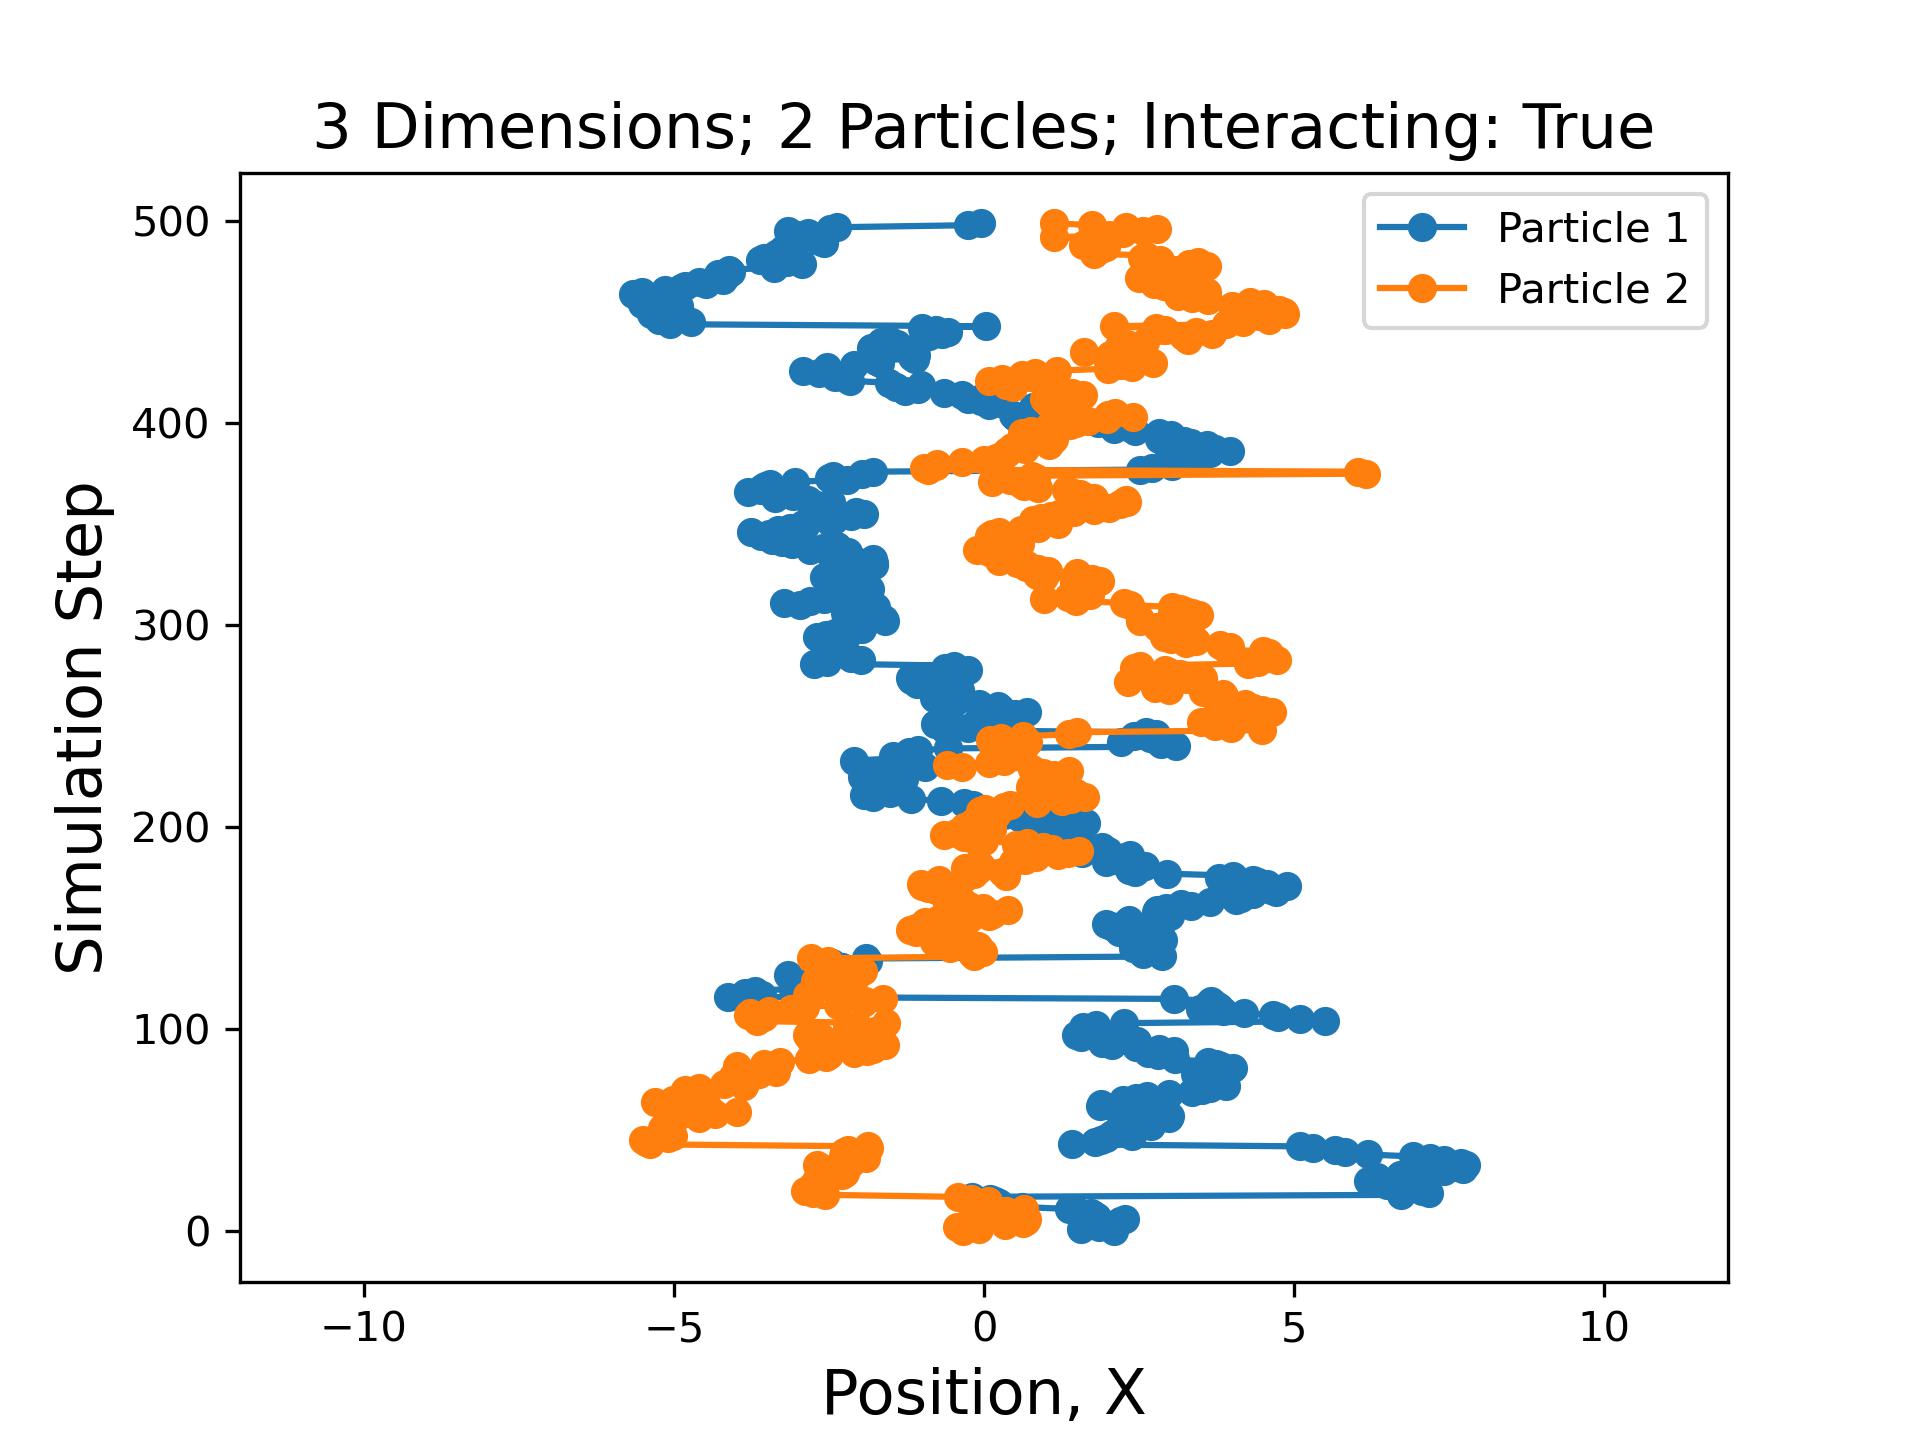 3 Dimensions; 2 Particles; Interacting: True
Particle 1
Particle 2
Simulation Step
500
400
300
200
100
0
−10
−5
0
5
10
Position, X